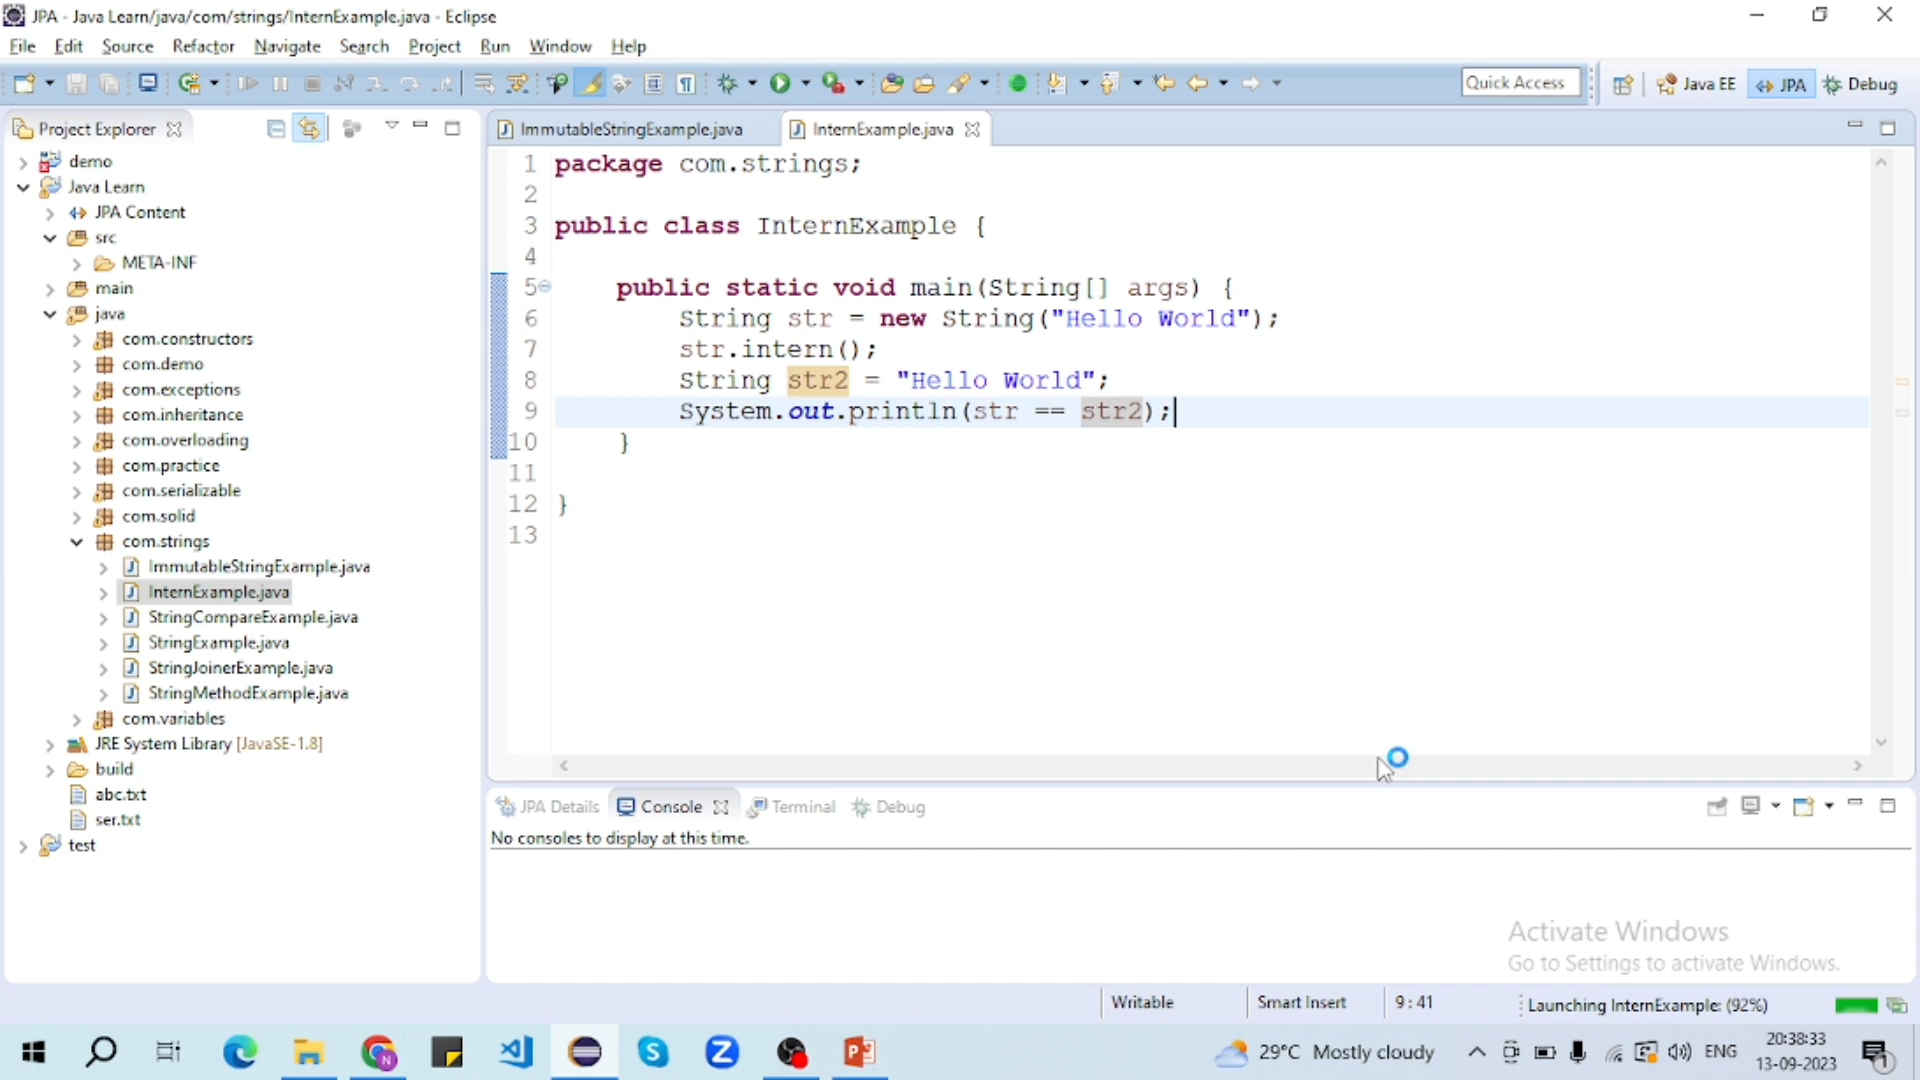 JPA - Java Learn/java/com/strings/InternExample.java - Eclipse
File Edit Source Refactor Navigate Search Project Run Window Help
Quick Access Java EE JPA Debug
Project Explorer
demo
Java Learn
JPA Content
src
META-INF
main
java
com.constructors
com.demo
com.exceptions
com.inheritance
com.overloading
com.practice
com.serializable
com.solid
com.strings
ImmutableStringExample.java
InternExample.java
StringCompareExample.java
StringExample.java
StringJoinerExample.java
StringMethodExample.java
com.variables
JRE System Library [JavaSE-1.8]
build
abc.txt
ser.txt
test
ImmutableStringExample.java InternExample.java
1 package com.strings;
2
3 public class InternExample {
4
5 public static void main(String[] args) {
6 String str = new String("Hello World");
7 str.intern();
8 String str2 = "Hello World";
9 System.out.println(str == str2);
10 }
11
12 }
13
JPA Details Console Terminal Debug
No consoles to display at this time.
Activate Windows
Go to Settings to activate Windows.
Writable Smart Insert 9 : 41 Launching InternExample: (92%)
29°C Mostly cloudy ENG 20:38:33
13-09-2023 1